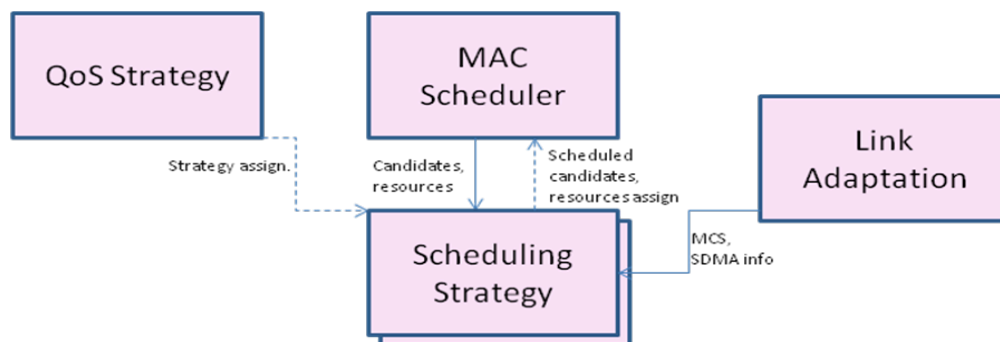 QoS Strategy
MAC
Scheduler
Link
Adaptation
Strategy assign.
Candidates,
resources
Scheduled
candidates,
resources assign
Scheduling
Strategy
MCS,
SDMA info